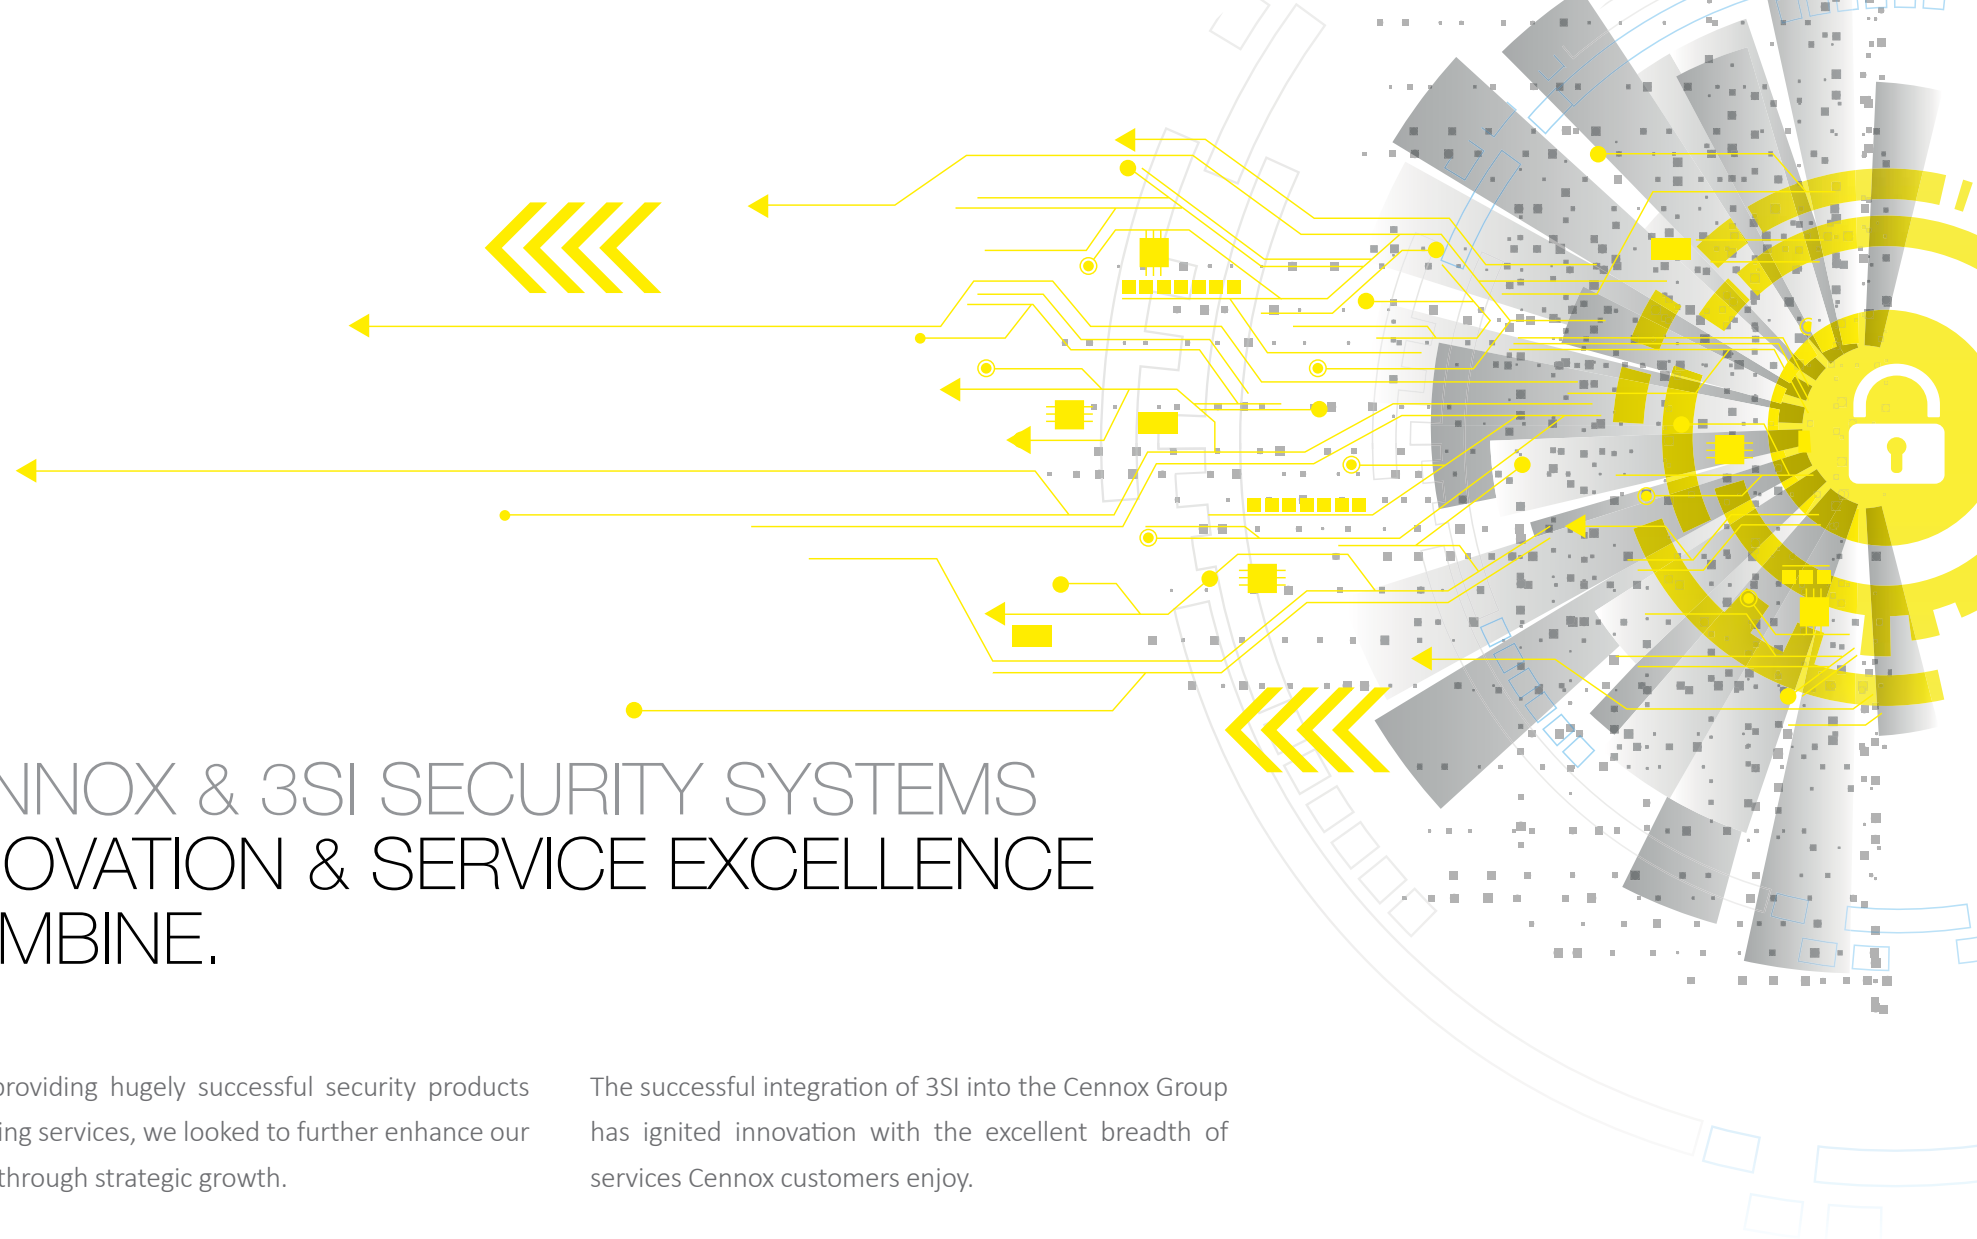 NNOX & 3SI SECURITY SYSTEMS
OVATION & SERVICE EXCELLENCE
MBINE.
providing hugely successful security products
ing services, we looked to further enhance our
through strategic growth.
The successful integration of 3SI into the Cennox Group
has ignited innovation with the excellent breadth of
services Cennox customers enjoy.